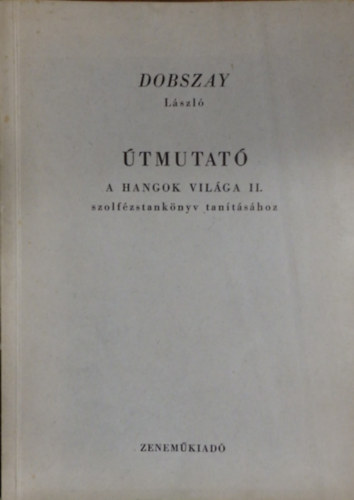 DOBSZAY
László
ÚTMUTATÓ
A HANGOK VILÁGA II.
szolfézstankönyv tanításához
ZENEMŰKIADÓ